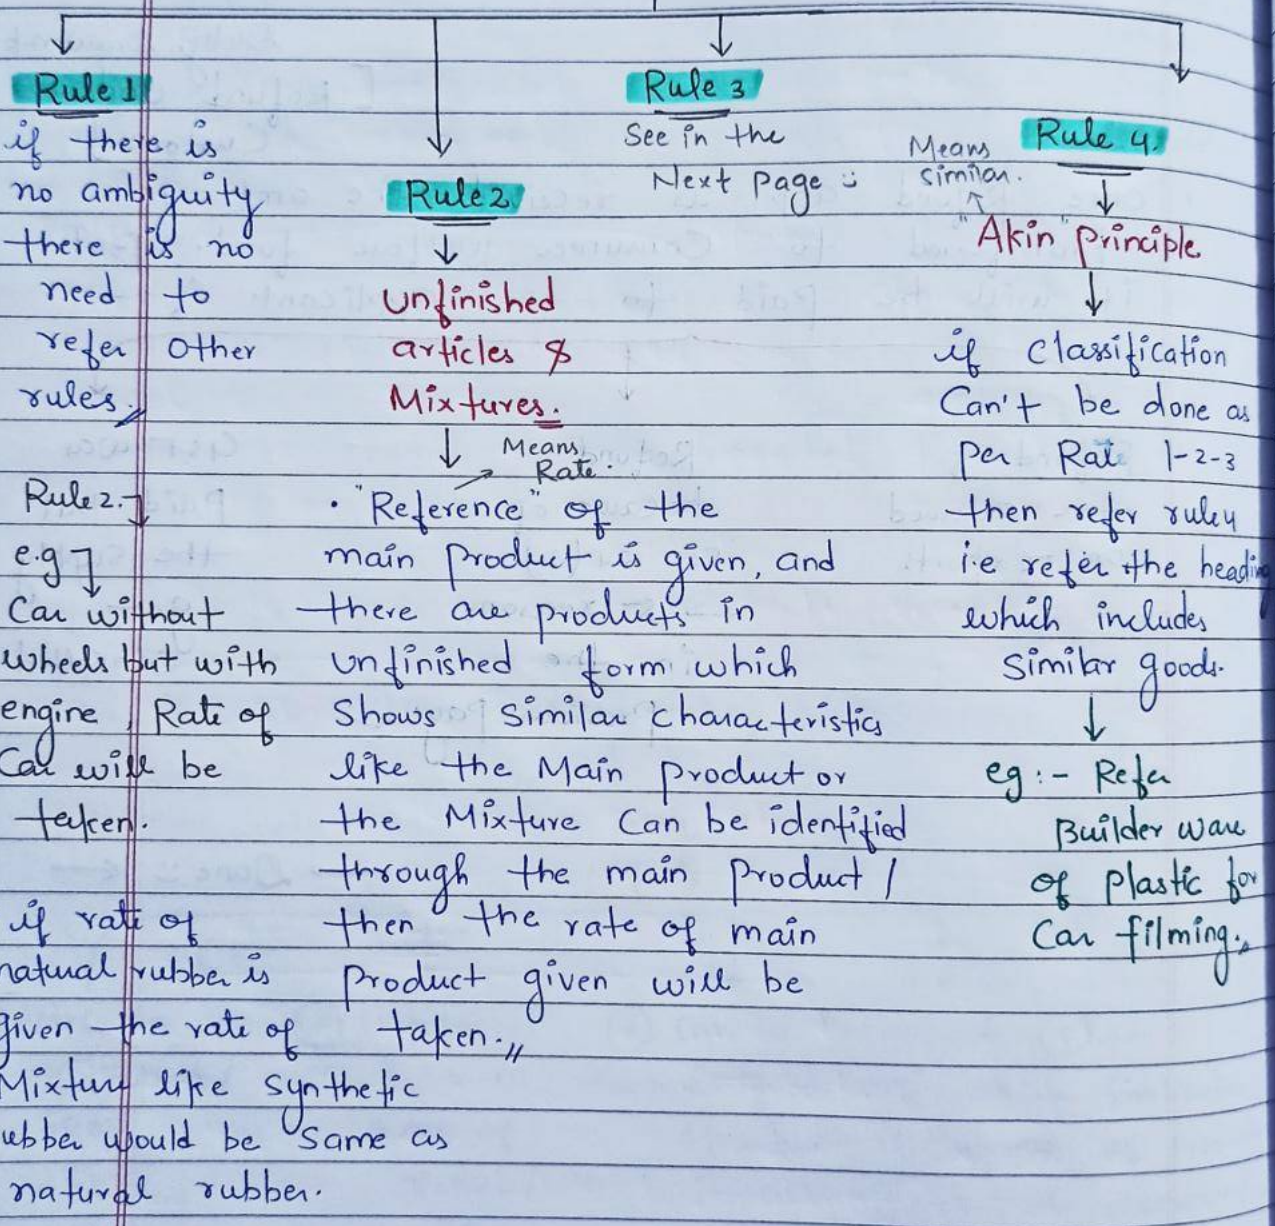 Rule 1
if there is
no ambiguity
there is no
need to
refer other
rules.
Rule 2.
e.g
Car without
wheels but with
engine, Rate of
Car will be
taken.
if rate of
natural rubber is
given the rate of
Mixture like synthetic
ubber would be same as
natural rubber.
Rule 2
Unfinished
articles &
Mixtures.
Means
Rate.
• "Reference" of the
main product is given, and
there are products in
unfinished form which
Shows similar characteristics
like the Main product or
the Mixture Can be identified
through the main product /
then the rate of main
product given will be
taken.
Rule 3
See in the
Next page
Rule 4.
Means
similar.
"Akin" principle
if Classification
Can't be done as
per Rate 1-2-3
then refer rule 4
i.e refer the heading
which includes
Similar goods.
eg :- Refer
Builder ware
of plastic for
Car filming.